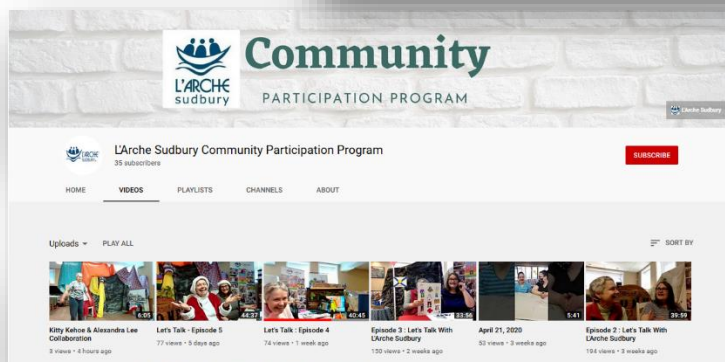 L'ARCHE
sudbury
Community
PARTICIPATION PROGRAM
L'Arche Sudbury
L'ARCHE
L'Arche Sudbury Community Participation Program
35 subscribers
SUBSCRIBE
HOME VIDEOS PLAYLISTS CHANNELS ABOUT
Uploads PLAY ALL SORT BY
6:05 44:37 40:45 33:56 5:41 39:59
Kitty Kehoe & Alexandra Lee Collaboration
3 views • 4 hours ago
Let's Talk - Episode 5
77 views • 5 days ago
Let's Talk : Episode 4
74 views • 1 week ago
Episode 3 : Let's Talk With L'Arche Sudbury
150 views • 2 weeks ago
April 21, 2020
53 views • 3 weeks ago
Episode 2 : Let's Talk With L'Arche Sudbury
194 views • 3 weeks ago